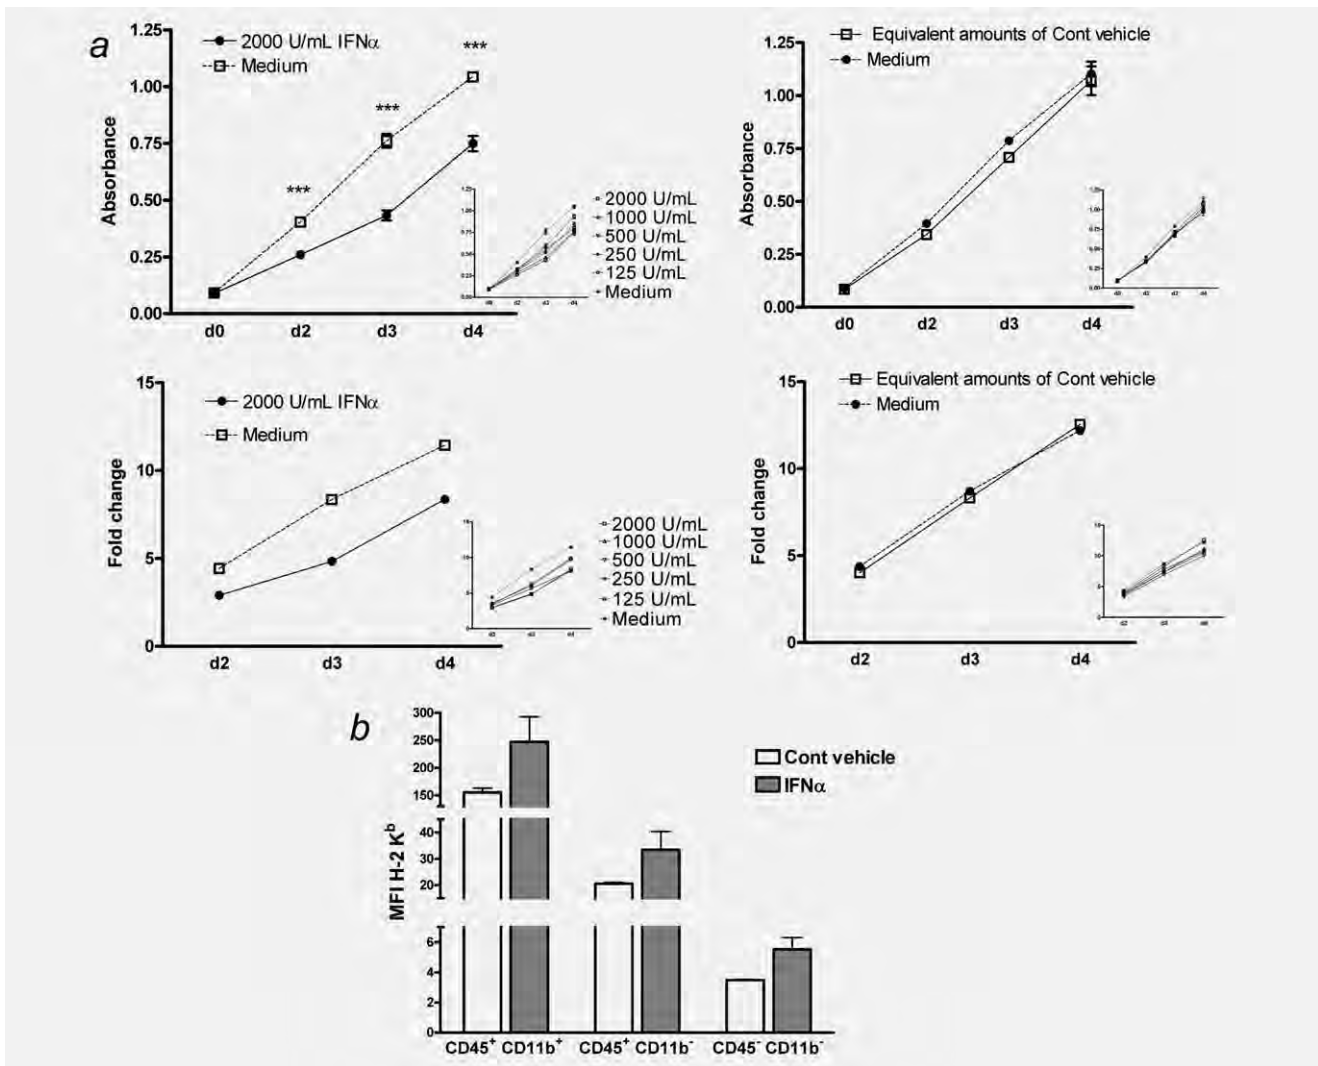 a
1.25
1.00
0.75
0.50
0.25
0.00
Absorbance
2000 U/mL IFNα
Medium
***
***
***
d0
d2
d3
d4
2000 U/mL
1000 U/mL
500 U/mL
250 U/mL
125 U/mL
Medium
1.25
1.00
0.75
0.50
0.25
0.00
Absorbance
Equivalent amounts of Cont vehicle
Medium
d0
d2
d3
d4
15
10
5
0
Fold change
2000 U/mL IFNα
Medium
d2
d3
d4
2000 U/mL
1000 U/mL
500 U/mL
250 U/mL
125 U/mL
Medium
15
10
5
0
Fold change
Equivalent amounts of Cont vehicle
Medium
d2
d3
d4
b
300
250
200
150
40
30
20
6
4
2
0
MFI H-2 Kᵇ
Cont vehicle
IFNα
CD45⁺ CD11b⁺
CD45⁺ CD11b⁻
CD45⁻ CD11b⁻